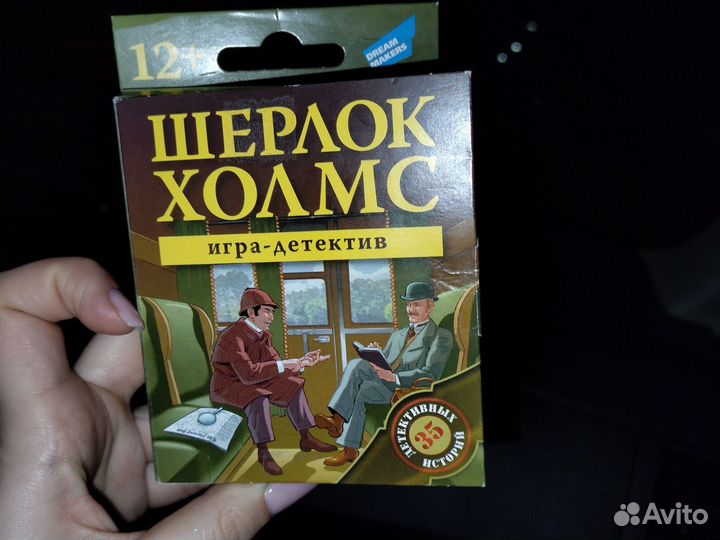 12+
DREAM
MAKERS
ШЕРЛОК
ХОЛМС
игра-детектив
35
ДЕТЕКТИВНЫХ
ИСТОРИЙ
Avito